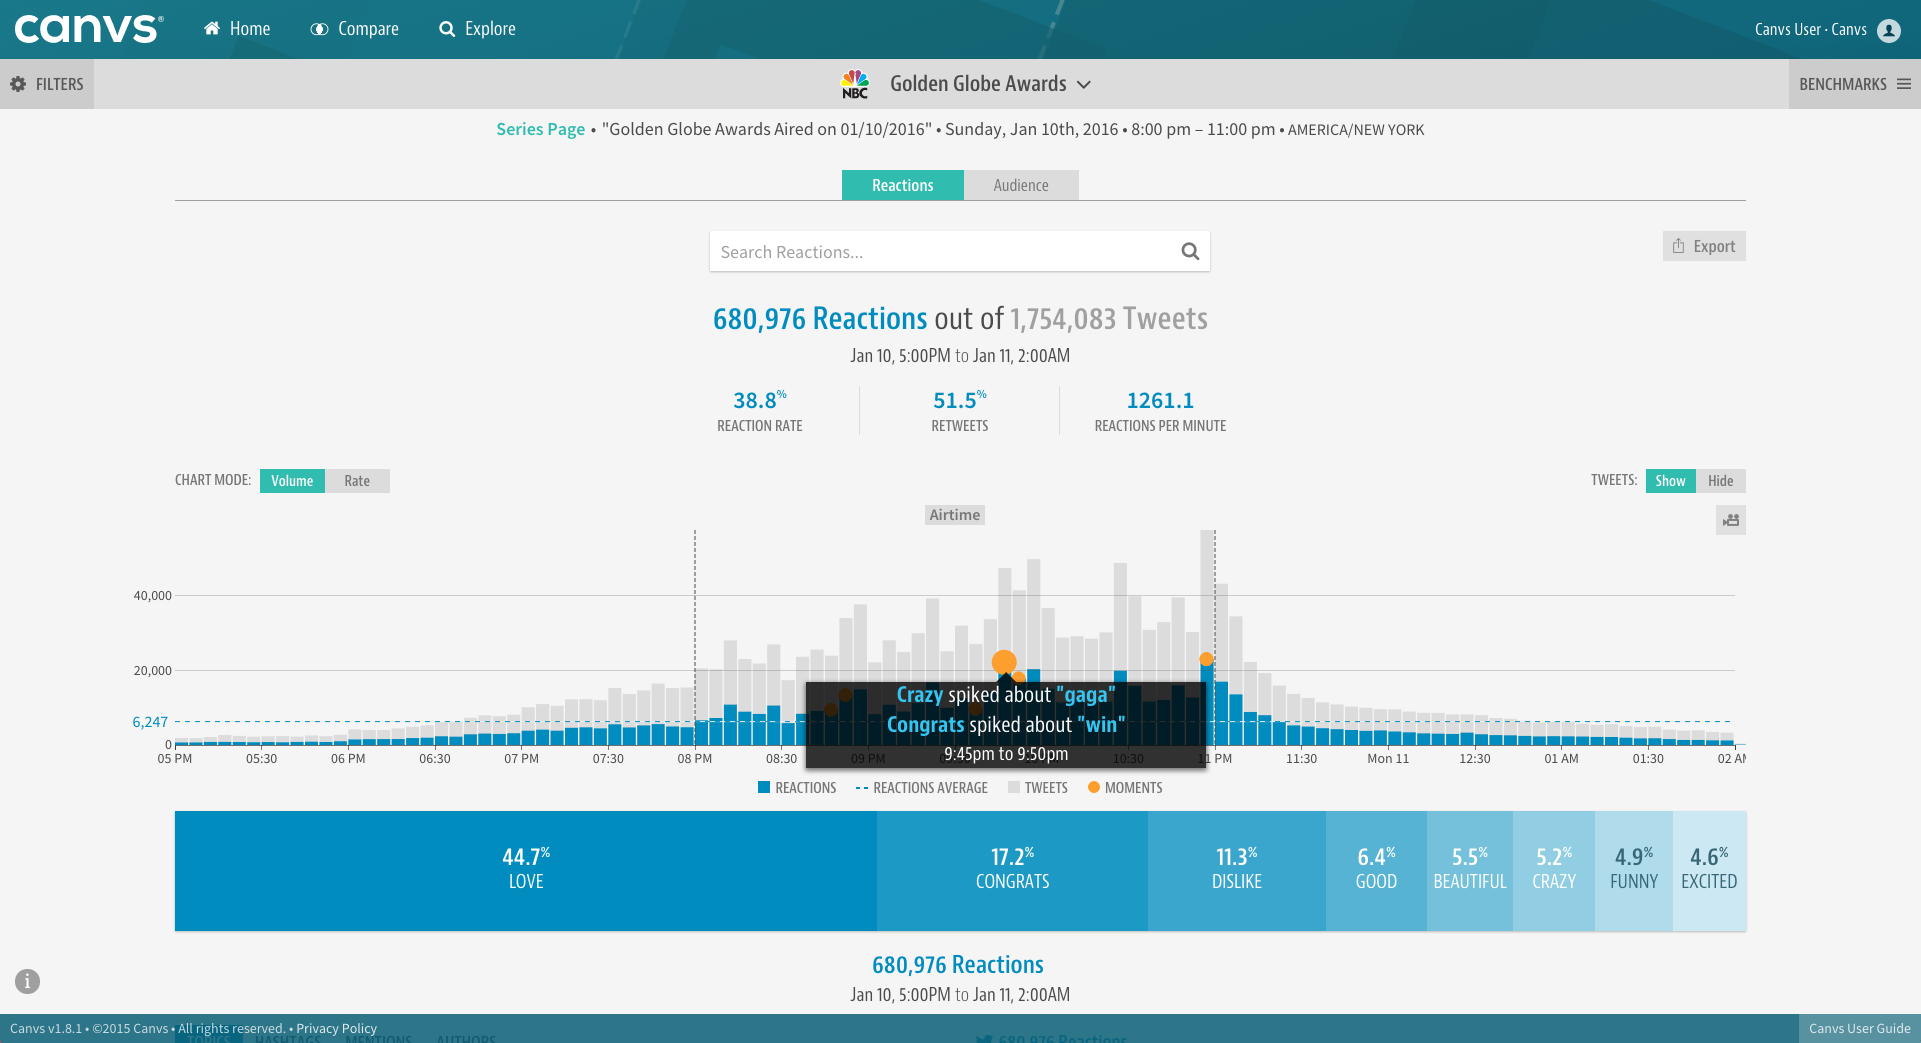 canvs®
Home
Compare
Explore
Canvs User · Canvs
FILTERS
NBC
Golden Globe Awards
BENCHMARKS
Series Page • "Golden Globe Awards Aired on 01/10/2016" • Sunday, Jan 10th, 2016 • 8:00 pm – 11:00 pm • AMERICA/NEW YORK
Reactions
Audience
Search Reactions...
Export
680,976 Reactions out of 1,754,083 Tweets
Jan 10, 5:00PM to Jan 11, 2:00AM
38.8%
51.5%
1261.1
REACTION RATE
RETWEETS
REACTIONS PER MINUTE
CHART MODE:
Volume
Rate
TWEETS:
Show
Hide
Airtime
40,000
20,000
6,247
0
Crazy spiked about "gaga"
Congrats spiked about "win"
9:45pm to 9:50pm
05 PM
05:30
06 PM
06:30
07 PM
07:30
08 PM
08:30
09 PM
10:30
11 PM
11:30
Mon 11
12:30
01 AM
01:30
02 AM
REACTIONS
REACTIONS AVERAGE
TWEETS
MOMENTS
44.7%
LOVE
17.2%
CONGRATS
11.3%
DISLIKE
6.4%
GOOD
5.5%
BEAUTIFUL
5.2%
CRAZY
4.9%
FUNNY
4.6%
EXCITED
680,976 Reactions
Jan 10, 5:00PM to Jan 11, 2:00AM
i
Canvs v1.8.1 • ©2015 Canvs • All rights reserved. • Privacy Policy
Canvs User Guide
TOPICS
HASHTAGS
MENTIONS
AUTHORS
680,976 Reactions